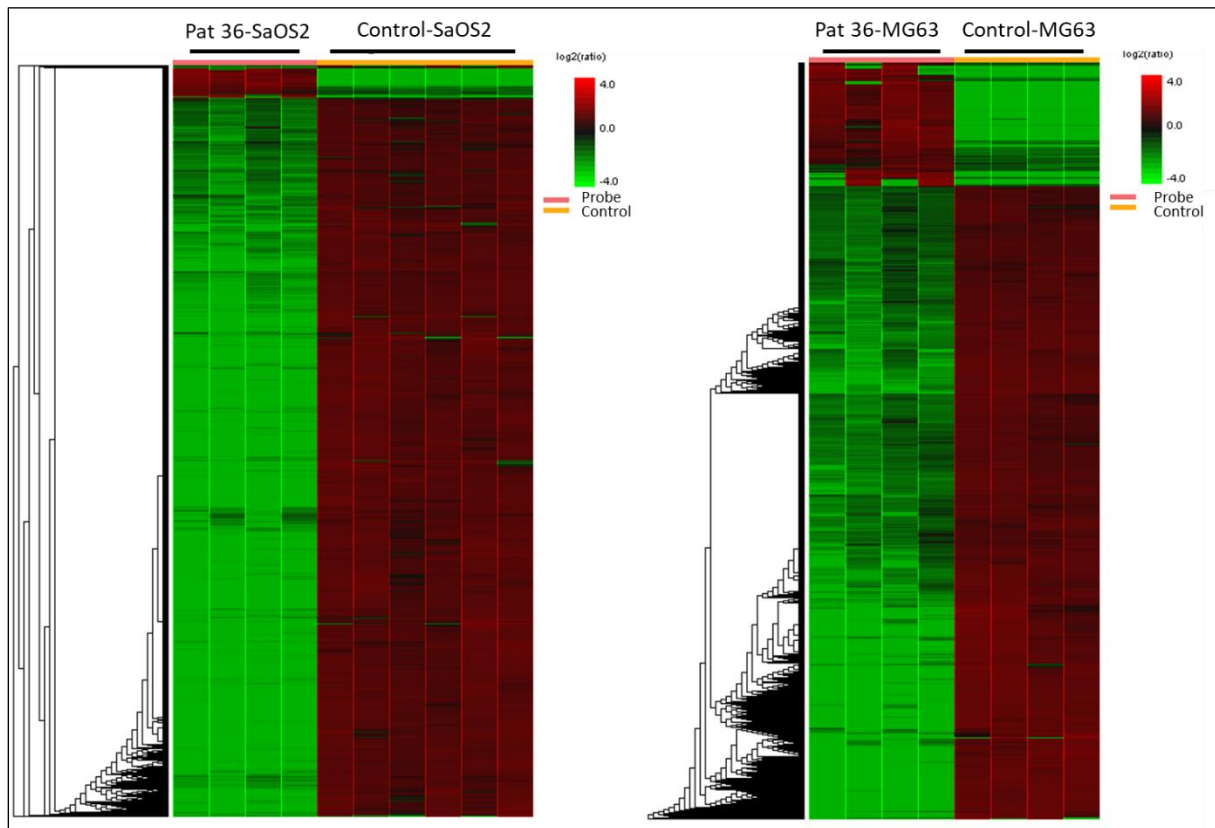 Pat 36-SaOS2 Control-SaOS2
log2(ratio)
4.0
0.0
-4.0
Probe
Control
Pat 36-MG63 Control-MG63
log2(ratio)
4.0
0.0
-4.0
Probe
Control